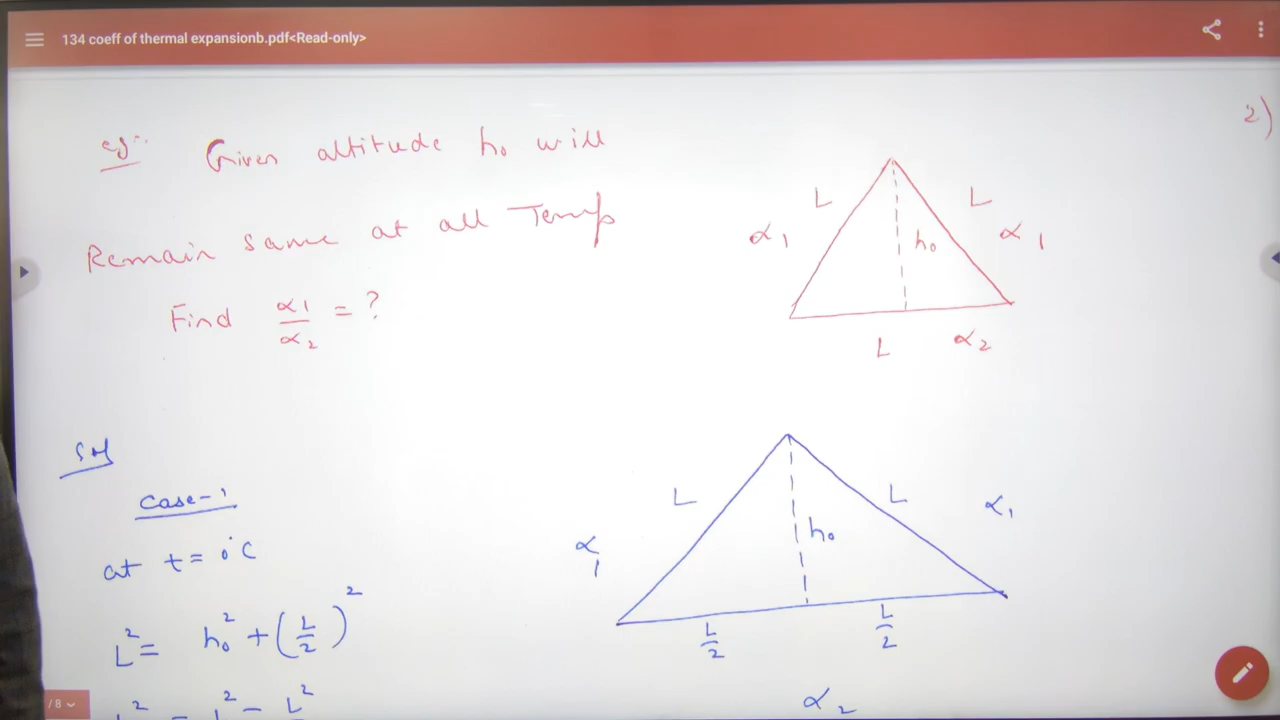 134 coeff of thermal expansionb.pdf<Read-only>
2)
eg:- Given altitude h₀ will
Remain same at all Temp
Find α1/α2 = ?
L
L
α1
α1
h₀
L
α2
Sol
Case-1
at t = 0°C
L² = h₀² + (L/2)²
L
L
α1
α1
h₀
L/2
L/2
α2
/8